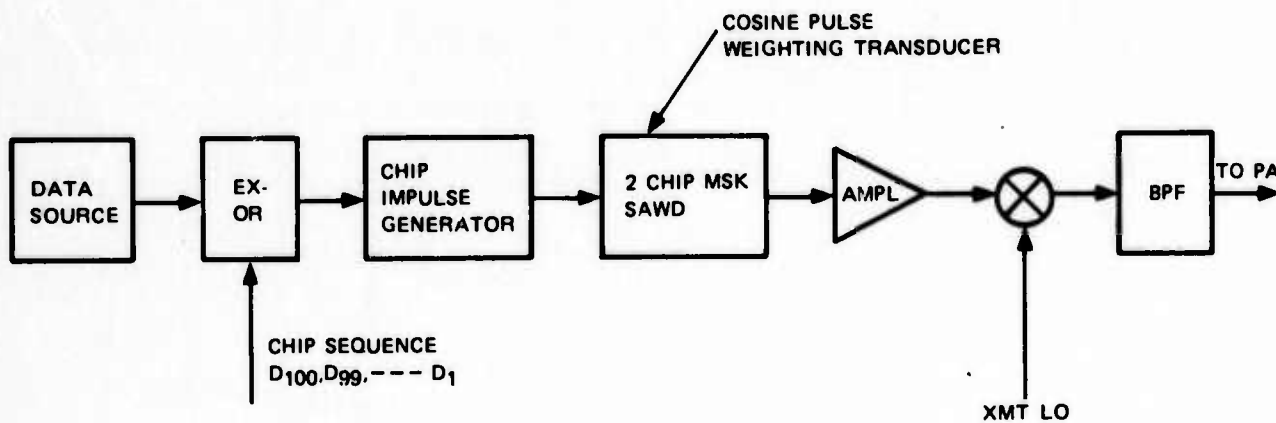 COSINE PULSE
WEIGHTING TRANSDUCER
DATA
SOURCE
EX-
OR
CHIP
IMPULSE
GENERATOR
2 CHIP MSK
SAWD
AMPL
BPF
TO PA
CHIP SEQUENCE
D100,D99,--- D1
XMT LO